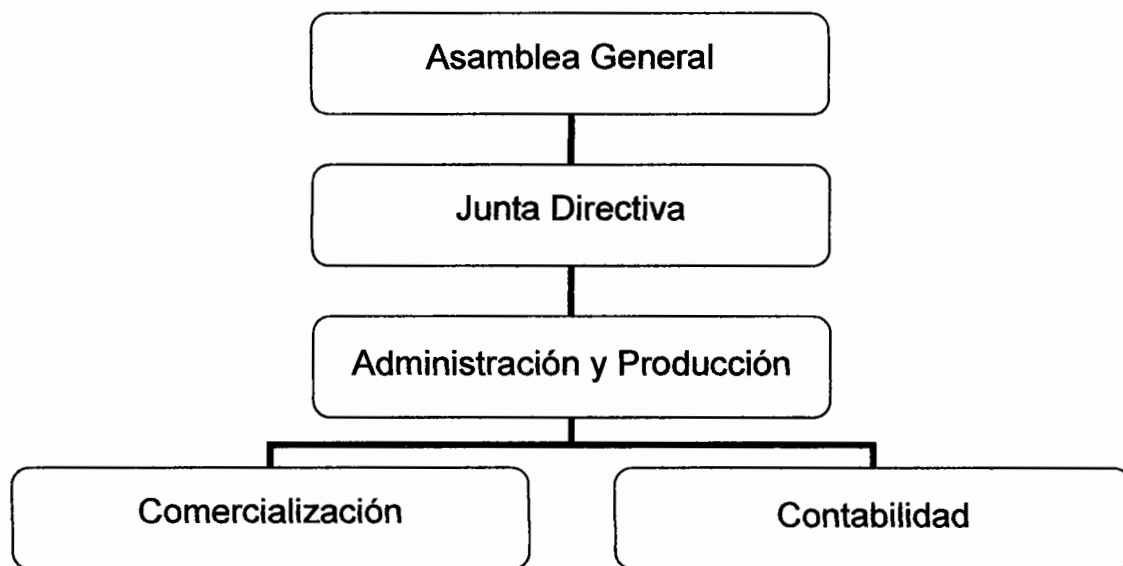 Asamblea General
Junta Directiva
Administración y Producción
Comercialización
Contabilidad